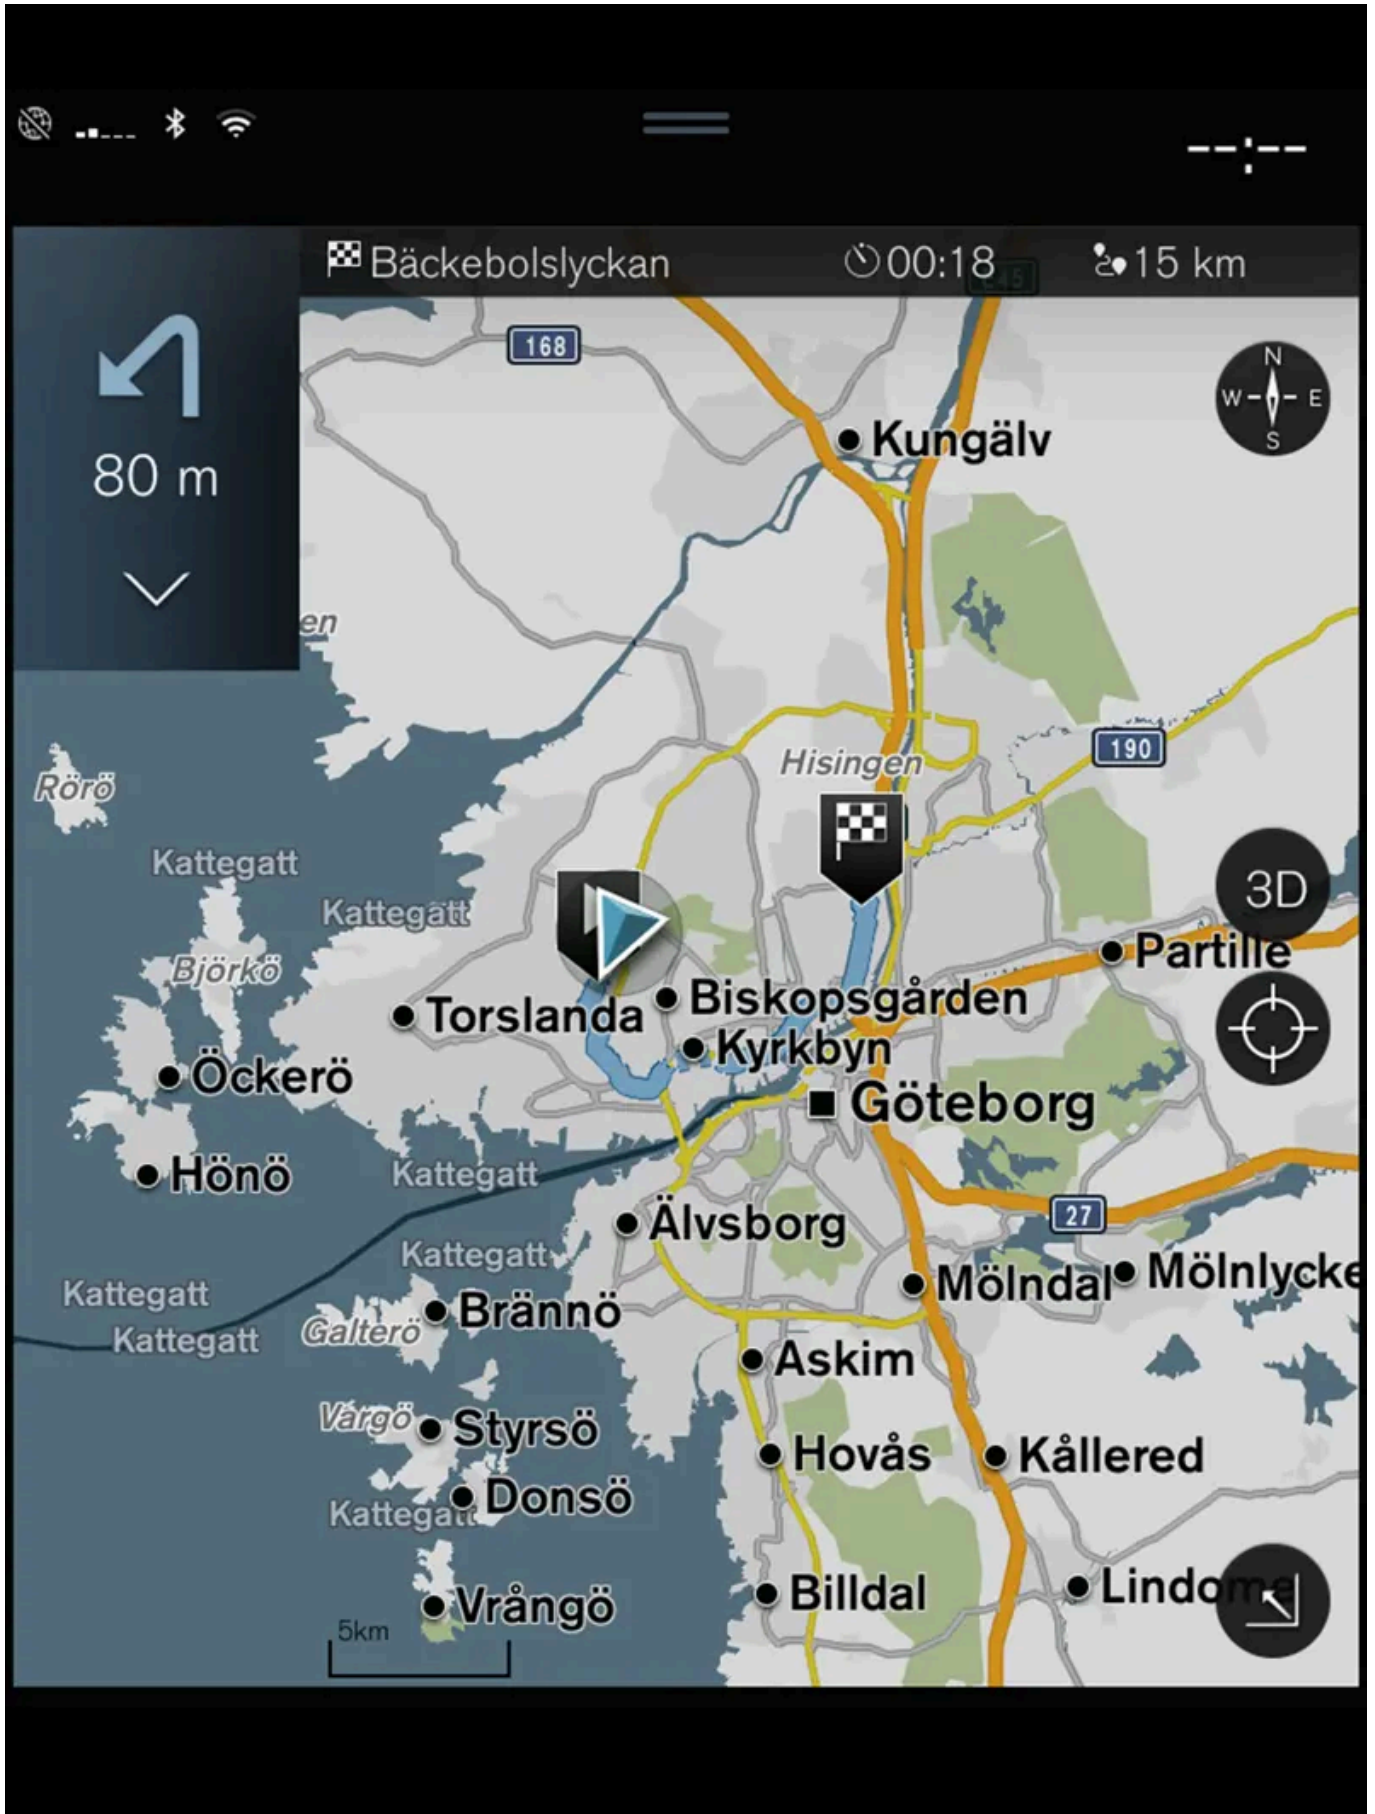 --:--
Bäckebolslyckan 00:18 15 km
E45
80 m
168
N
W E
S
Kungälv
en
190
Hisingen
Rörö
Kattegatt
3D
Kattegatt
Partille
Björkö
Biskopsgården
Torslanda
Kyrkbyn
Öckerö
Göteborg
Hönö
Kattegatt
27
Älvsborg
Kattegatt
Mölnlycke
Mölndal
Kattegatt
Brännö
Galterö
Kattegatt
Askim
Vargö
Styrsö
Hovås
Kållered
Donsö
Kattegatt
Lindome
Billdal
Vrångö
5km